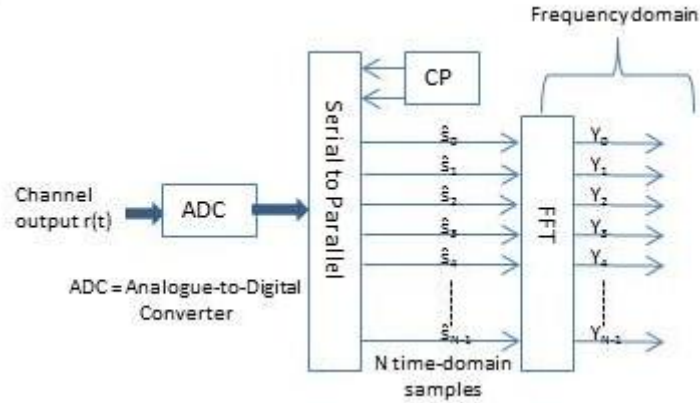 Frequency domain
CP
Serial to Parallel
ŝ0
ŝ1
ŝ2
ŝ3
ŝ4
ŝN-1
FFT
Y0
Y1
Y2
Y3
Y4
YN-1
Channel
output r(t)
ADC
ADC = Analogue-to-Digital
Converter
N time-domain
samples